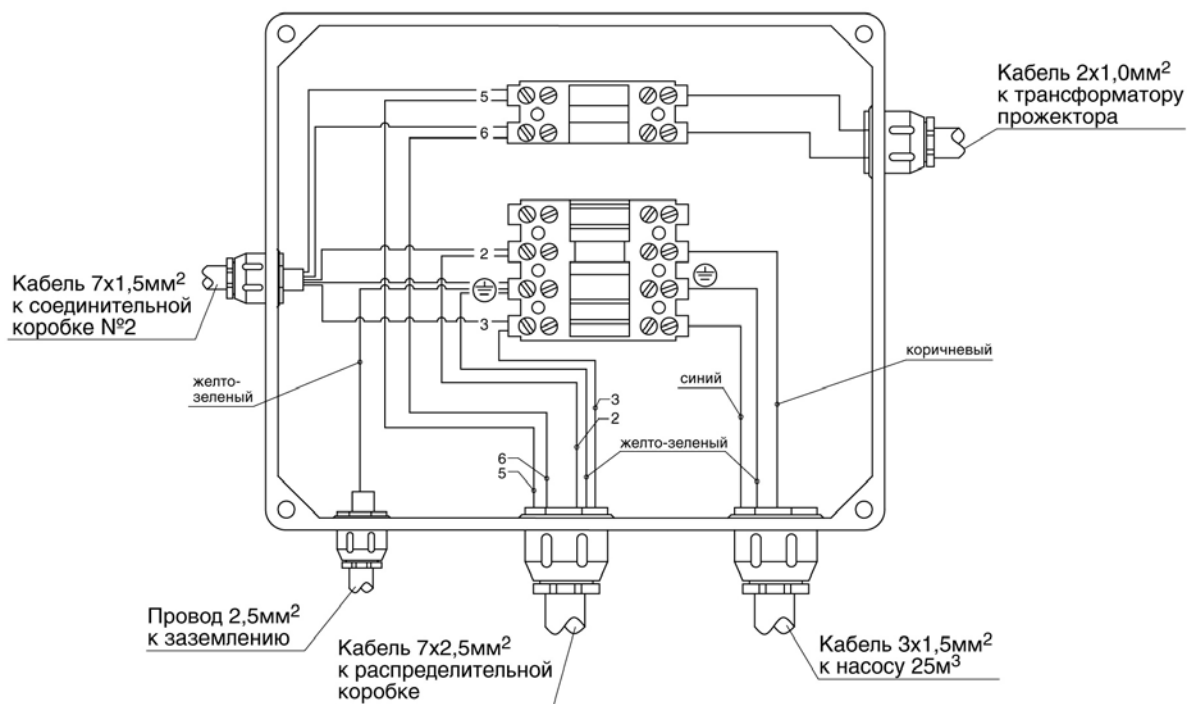 Кабель 2х1,0мм²
к трансформатору
прожектора
5
6
2
3
Кабель 7х1,5мм²
к соединительной
коробке №2
желто-
зеленый
коричневый
синий
3
2
желто-зеленый
6
5
Провод 2,5мм²
к заземлению
Кабель 7х2,5мм²
к распределительной
коробке
Кабель 3х1,5мм²
к насосу 25м³